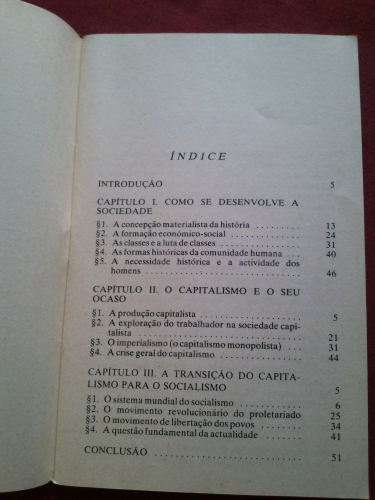 ÍNDICE
INTRODUÇÃO 5
CAPÍTULO I. COMO SE DESENVOLVE A
SOCIEDADE
§1. A concepção materialista da história .......... 13
§2. A formação económico-social .................. 24
§3. As classes e a luta de classes ................... 31
§4. As formas históricas da comunidade humana .... 40
§5. A necessidade histórica e a actividade dos
homens ........................................ 46
CAPÍTULO II. O CAPITALISMO E O SEU
OCASO
§1. A produção capitalista ......................... 5
§2. A exploração do trabalhador na sociedade capi-
talista ......................................... 21
§3. O imperialismo (o capitalismo monopolista) .... 31
§4. A crise geral do capitalismo .................... 44
CAPÍTULO III. A TRANSIÇÃO DO CAPITA-
LISMO PARA O SOCIALISMO 5
§1. O sistema mundial do socialismo ............... 6
§2. O movimento revolucionário do proletariado 25
§3. O movimento de libertação dos povos .......... 34
§4. A questão fundamental da actualidade ......... 41
CONCLUSÃO .................................... 51